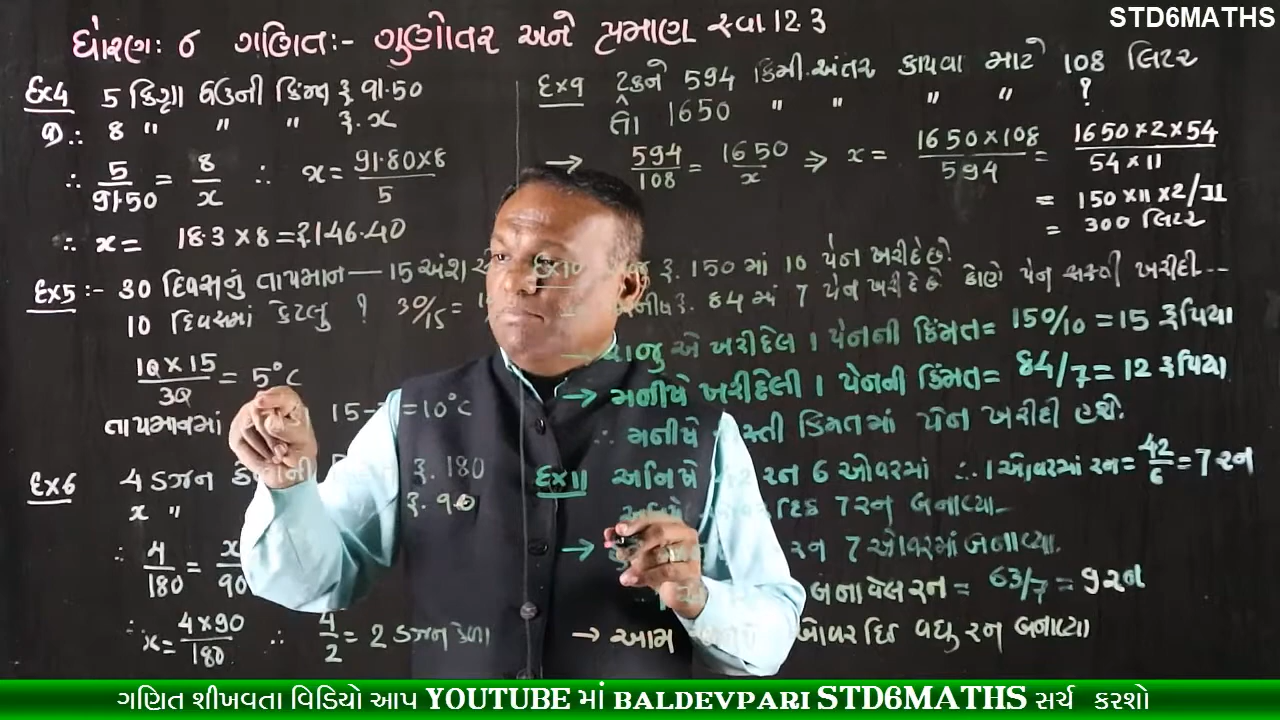 STD6MATHS
ધોરણ: ૬ ગણિત:- ગુણોતર અને પ્રમાણ સ્વા 12.3
Ex4 5 કિગ્રા ઘઉંની કિંમત રૂ 91.50
∴ 8 " " " રૂ. x
∴ 5/91.50 = 8/x ∴ x = 91.80×8/5
∴ x = 18.3 × 8 = રૂ.146.40
Ex5:- 30 દિવસનું તાપમાન — 15 અંશ
10 દિવસમાં કેટલુ ? 30/15 =
10 × 15/30 = 5°C
તાપમાનમાં 15- = 10°C
Ex6 4 ડઝન રૂ. 180
x " રૂ. 90
∴ 4/180 = x/90
∴ x = 4×90/180 ∴ 4/2 = 2 ડઝન કેળા
Ex9 ટ્રકને 594 કિમી.અંતર કાપવા માટે 108 લિટર
તો 1650 " " " " ?
→ 594/108 = 1650/x ⇒ x = 1650×108/594 = 1650×2×54/54×11
= 150×11×2/11
= 300 લિટર
Ex10 રૂ. 150 માં 10 પેન ખરીદે છે.
રૂ. 84 માં 7 પેન ખરીદે છે કોણે પેન સસ્તી ખરીદી---
→ રાજુ એ ખરીદેલ 1 પેનની કિંમત = 150/10 = 15 રૂપિયા
→ મનીષે ખરીદેલી 1 પેનની કિંમત = 84/7 = 12 રૂપિયા
∴ મનીષે સ્તી કિંમતમાં પેન ખરીદી હશે.
Ex11 અનિષે 42 રન 6 ઓવરમાં ∴ 1 ઓવરમાં રન = 42/6 = 7 રન
દિઠ 7 રન બનાવ્યા-
→ રન 7 ઓવરમાં બનાવ્યા.
બનાવેલ રન = 63/7 = 9 રન
→ આમ ઓવર દિઠ વધુ રન બનાવ્યા
ગણિત શીખવતા વિડિયો આપ YOUTUBE માં BALDEVPARI STD6MATHS સર્ચ કરશો